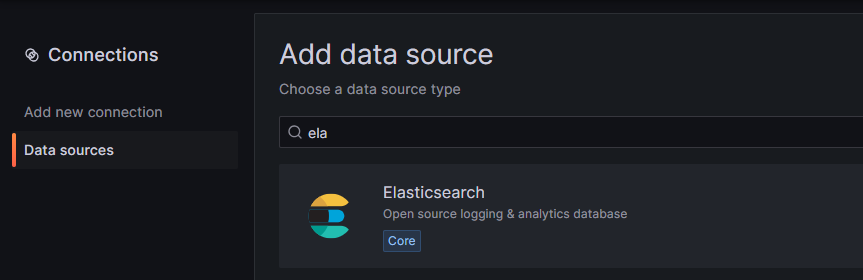 Connections
Add new connection
Data sources
Add data source
Choose a data source type
ela
Elasticsearch
Open source logging & analytics database
Core